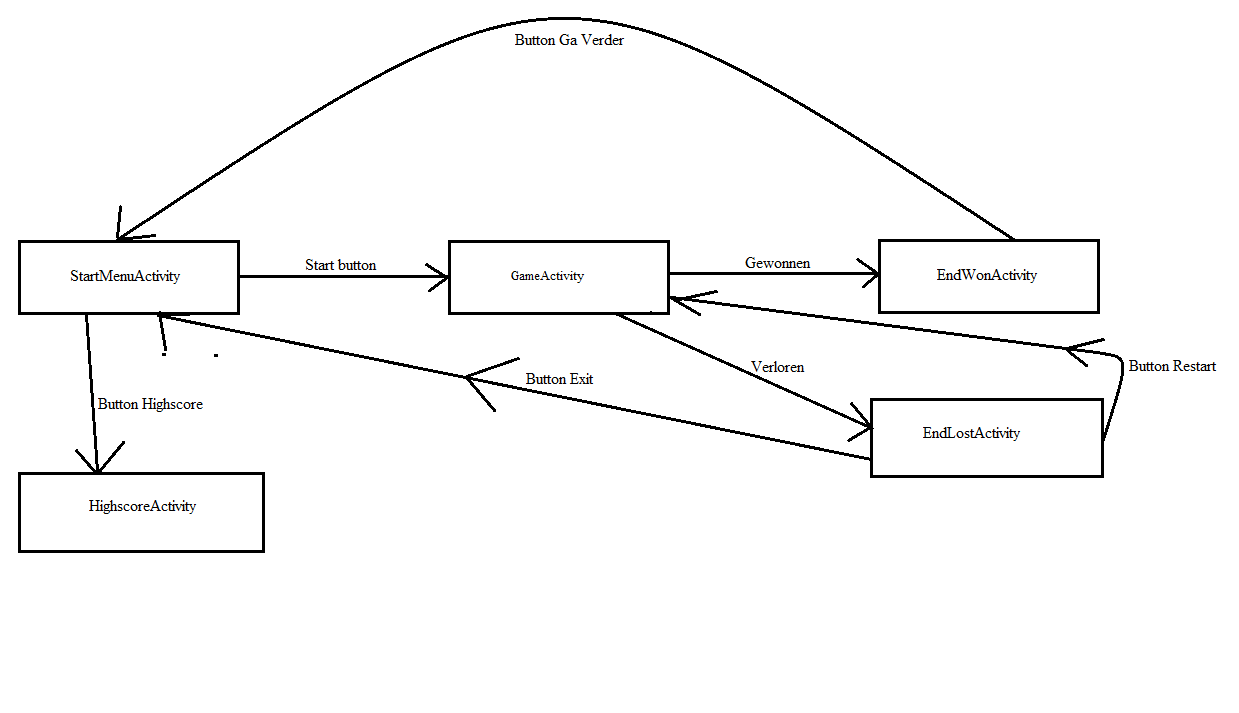 Button Ga Verder
StartMenuActivity
Start button
GameActivity
Gewonnen
EndWonActivity
Verloren
Button Restart
Button Exit
Button Highscore
EndLostActivity
HighscoreActivity